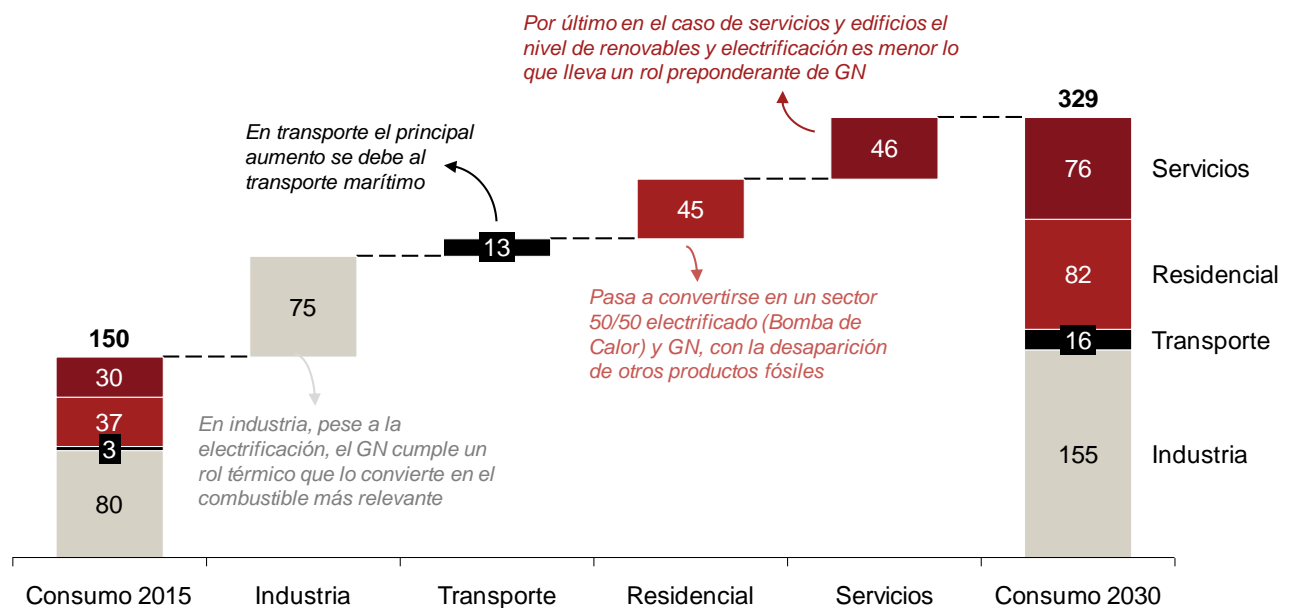 Por último en el caso de servicios y edificios el
nivel de renovables y electrificación es menor lo
que lleva un rol preponderante de GN
329
En transporte el principal
aumento se debe al
transporte marítimo
46
76
Servicios
45
13
82
Residencial
75
Pasa a convertirse en un sector
50/50 electrificado (Bomba de
Calor) y GN, con la desaparición
de otros productos fósiles
16
Transporte
150
30
37
3
80
En industria, pese a la
electrificación, el GN cumple un
rol térmico que lo convierte en el
combustible más relevante
155
Industria
Consumo 2015
Industria
Transporte
Residencial
Servicios
Consumo 2030